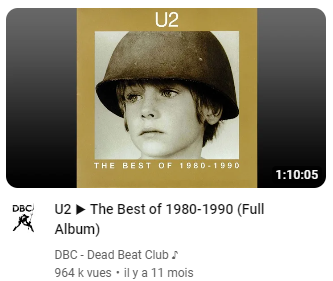 U2
THE BEST OF 1980-1990
1:10:05
DBC
U2 ▶ The Best of 1980-1990 (Full
Album)
DBC - Dead Beat Club ♪
964 k vues • il y a 11 mois